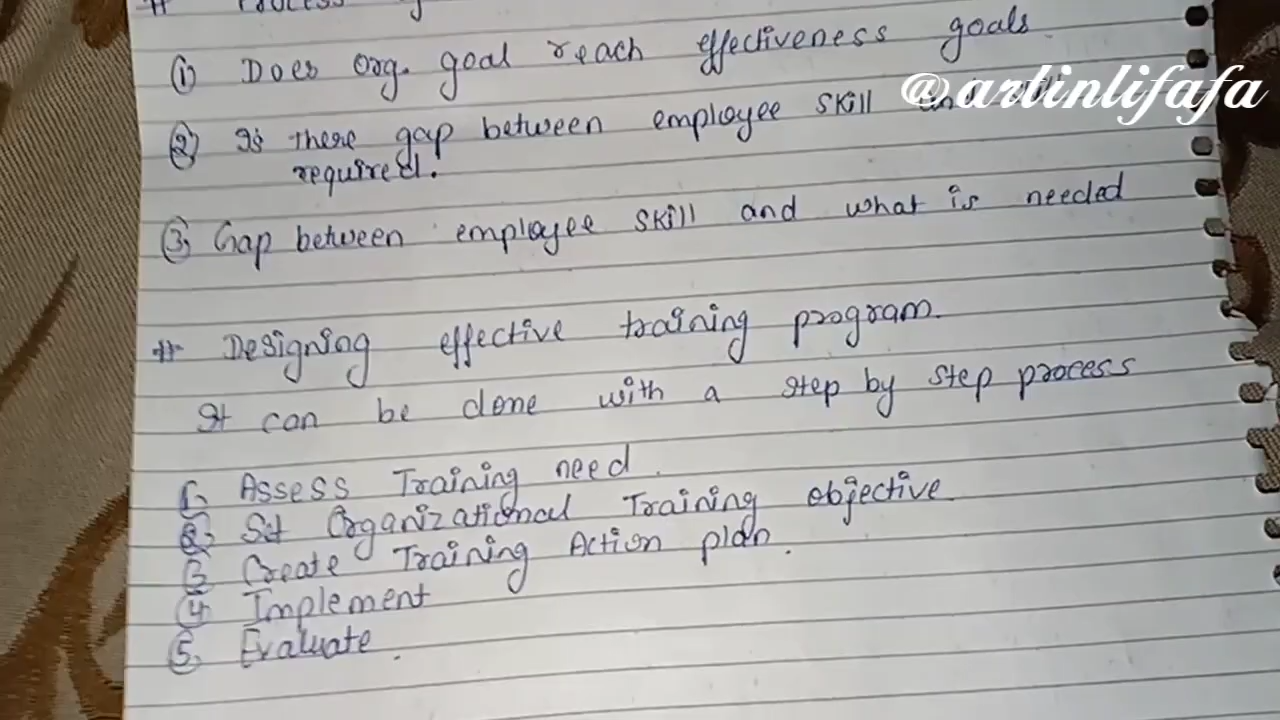 # Process
① Does Org. goal reach effectiveness goals
@artinlifafa
② Is there gap between employee skill and
required.
③ Gap between employee skill and what is needed
# Designing effective training program.
It can be done with a step by step process
1. Assess Training need.
2. Set Organizational Training objective
3 Create Training Action plan.
4 Implement
5. Evaluate.